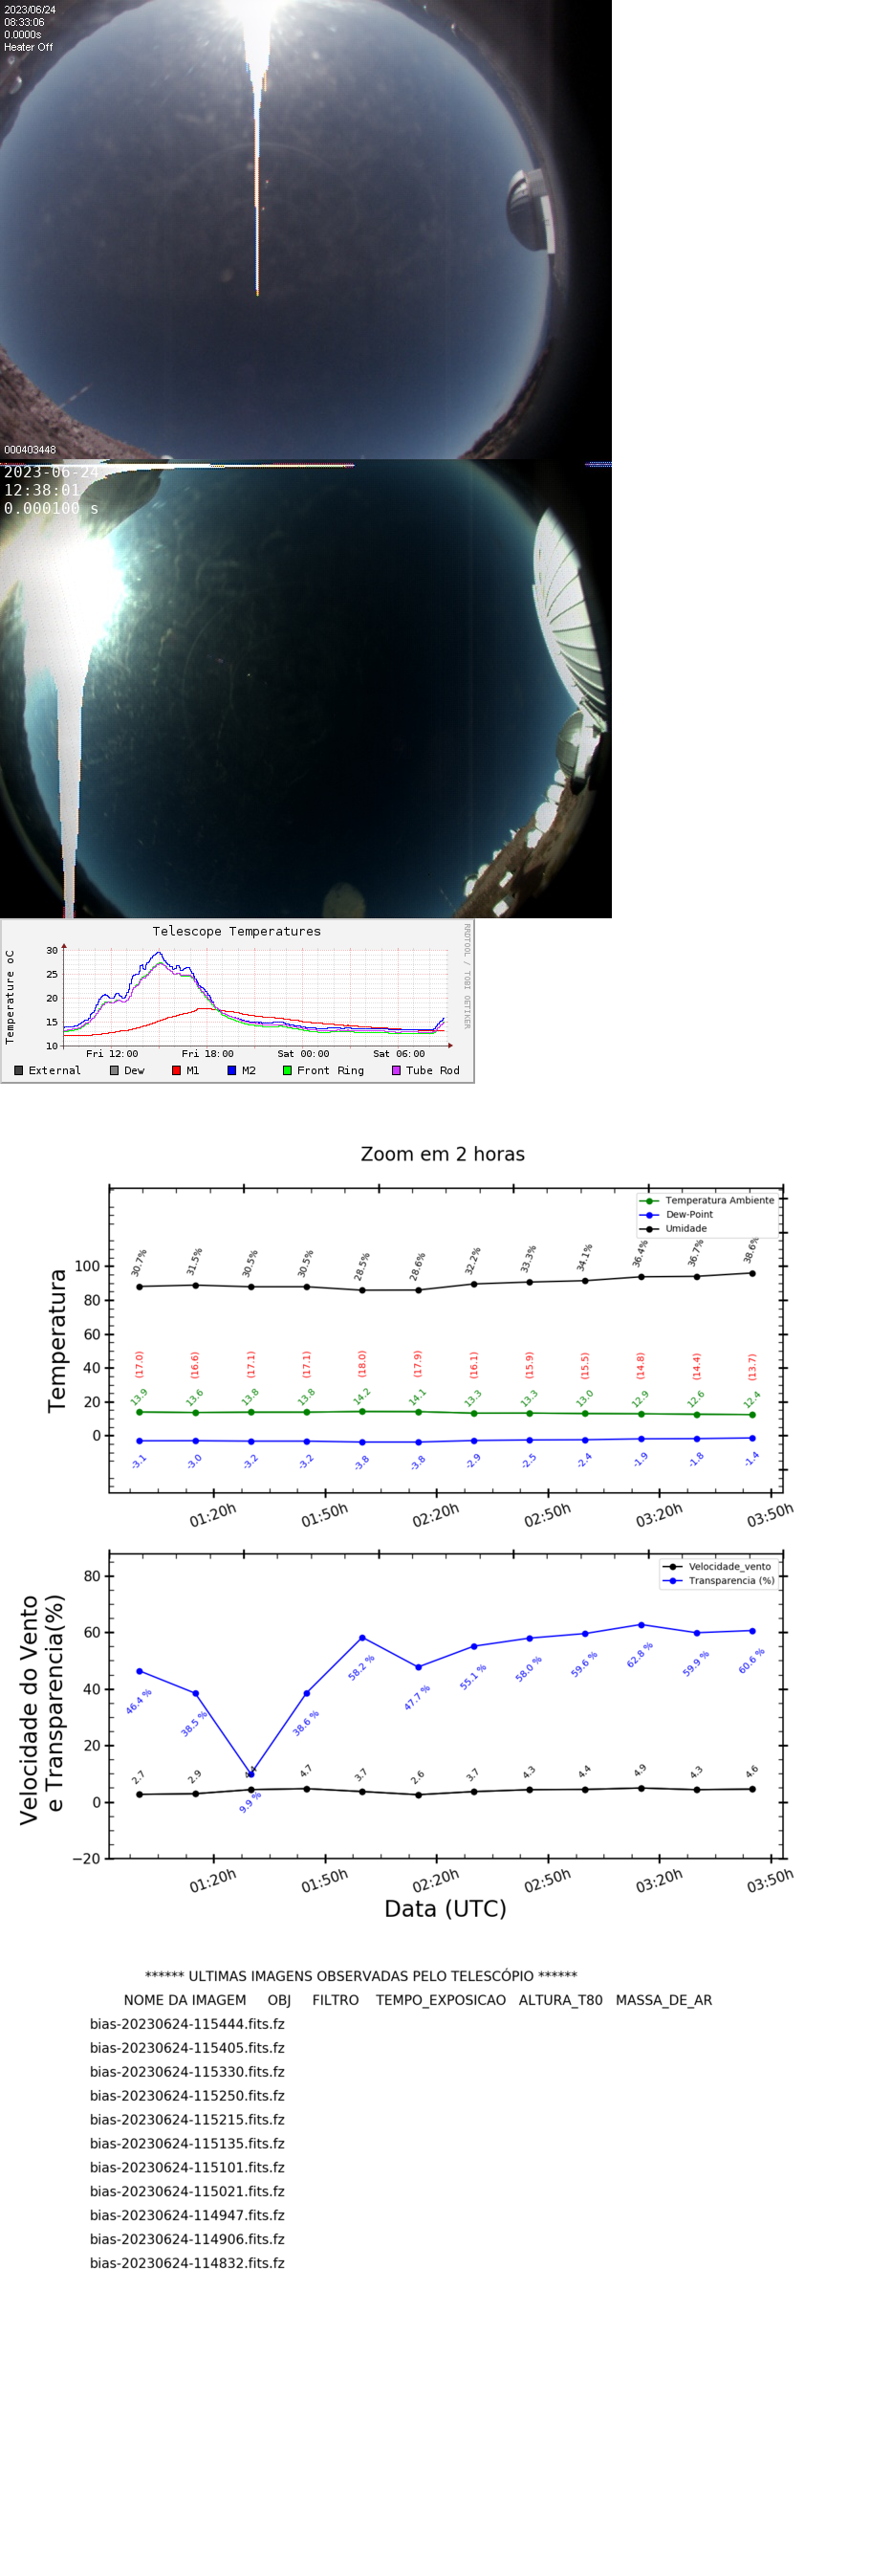 2023/06/24
08:33:06
0.0000s
Heater Off
000403448
2023-06-24
12:38:01
0.000100 s
Telescope Temperatures
RRDTOOL / TOBI OETIKER
Temperature oC
30
25
20
15
10
Fri 12:00 Fri 18:00 Sat 00:00 Sat 06:00
External Dew M1 M2 Front Ring Tube Rod
Zoom em 2 horas
Temperatura Ambiente
Dew-Point
Umidade
Temperatura
100
80
60
40
20
0
30.7% 31.5% 30.5% 30.5% 28.5% 28.6% 32.2% 33.3% 34.1% 36.4% 36.7% 38.6%
(17.0) (16.6) (17.1) (17.1) (18.0) (17.9) (16.1) (15.9) (15.5) (14.8) (14.4) (13.7)
13.9 13.6 13.8 13.8 14.2 14.1 13.3 13.3 13.0 12.9 12.6 12.4
-3.1 -3.0 -3.2 -3.2 -3.8 -3.8 -2.9 -2.5 -2.4 -1.9 -1.8 -1.4
01:20h 01:50h 02:20h 02:50h 03:20h 03:50h
Velocidade_vento
Transparencia (%)
Velocidade do Vento
e Transparencia(%)
80
60
40
20
0
−20
46.4 % 38.5 % 9.9 % 38.6 % 58.2 % 47.7 % 55.1 % 58.0 % 59.6 % 62.8 % 59.9 % 60.6 %
2.7 2.9 4.4 4.7 3.7 2.6 3.7 4.3 4.4 4.9 4.3 4.6
01:20h 01:50h 02:20h 02:50h 03:20h 03:50h
Data (UTC)
****** ULTIMAS IMAGENS OBSERVADAS PELO TELESCÓPIO ******
NOME DA IMAGEM OBJ FILTRO TEMPO_EXPOSICAO ALTURA_T80 MASSA_DE_AR
bias-20230624-115444.fits.fz
bias-20230624-115405.fits.fz
bias-20230624-115330.fits.fz
bias-20230624-115250.fits.fz
bias-20230624-115215.fits.fz
bias-20230624-115135.fits.fz
bias-20230624-115101.fits.fz
bias-20230624-115021.fits.fz
bias-20230624-114947.fits.fz
bias-20230624-114906.fits.fz
bias-20230624-114832.fits.fz